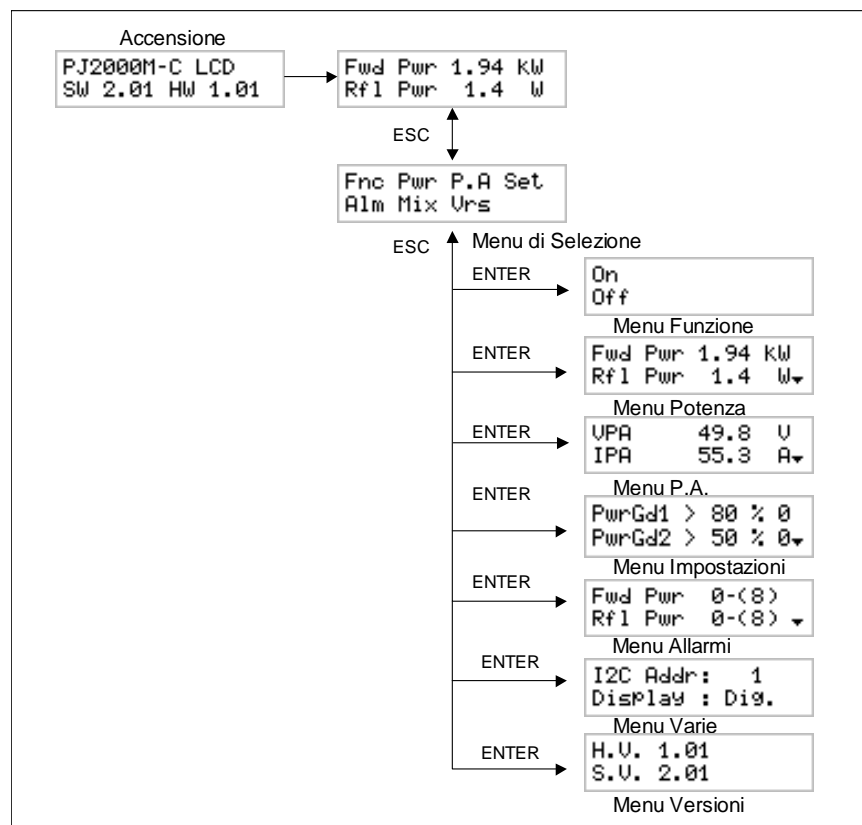 Accensione
PJ2000M-C LCD
SW 2.01 HW 1.01
Fwd Pwr 1.94 kW
Rfl Pwr 1.4 W
ESC
Fnc Pwr P.A Set
Alm Mix Vrs
ESC
Menu di Selezione
ENTER
On
Off
Menu Funzione
ENTER
Fwd Pwr 1.94 kW
Rfl Pwr 1.4 W
Menu Potenza
ENTER
VPA 49.8 V
IPA 55.3 A
Menu P.A.
ENTER
PwrGd1 > 80 % 0
PwrGd2 > 50 % 0
Menu Impostazioni
ENTER
Fwd Pwr 0-(8)
Rfl Pwr 0-(8)
Menu Allarmi
ENTER
I2C Addr: 1
Display : Dig.
Menu Varie
ENTER
H.V. 1.01
S.V. 2.01
Menu Versioni